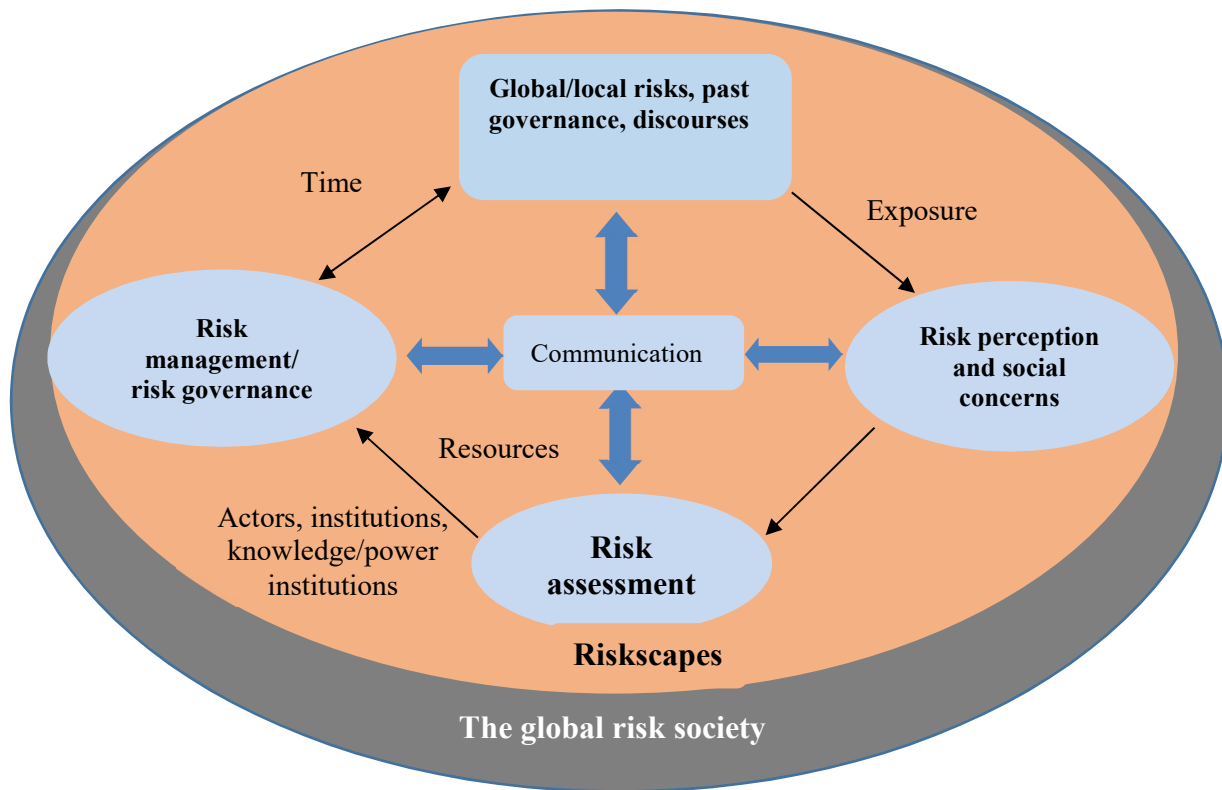 Global/local risks, past
governance, discourses
Time
Exposure
Risk
management/
risk governance
Communication
Risk perception
and social
concerns
Resources
Actors, institutions,
knowledge/power
institutions
Risk
assessment
Riskscapes
The global risk society